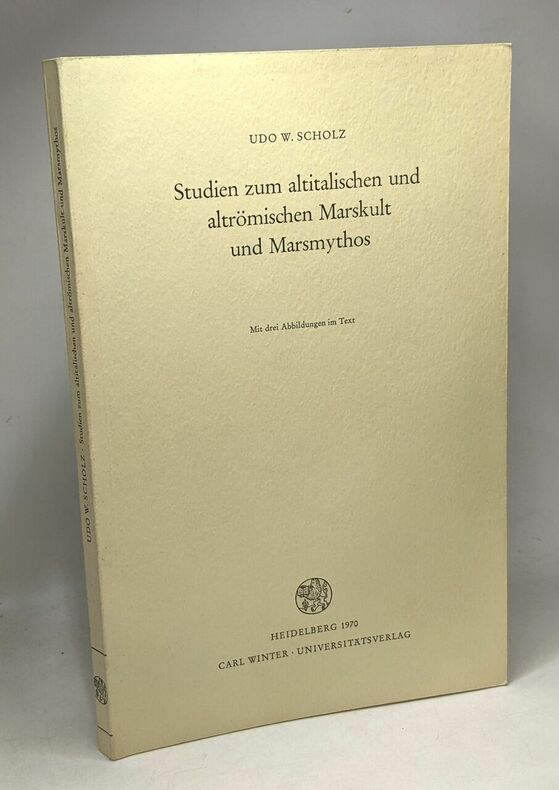 UDO W. SCHOLZ
Studien zum altitalischen und
altrömischen Marskult
und Marsmythos
Mit drei Abbildungen im Text
HEIDELBERG 1970
CARL WINTER · UNIVERSITÄTSVERLAG
UDO W. SCHOLZ · Studien zum altitalischen und altrömischen Marskult und Marsmythos